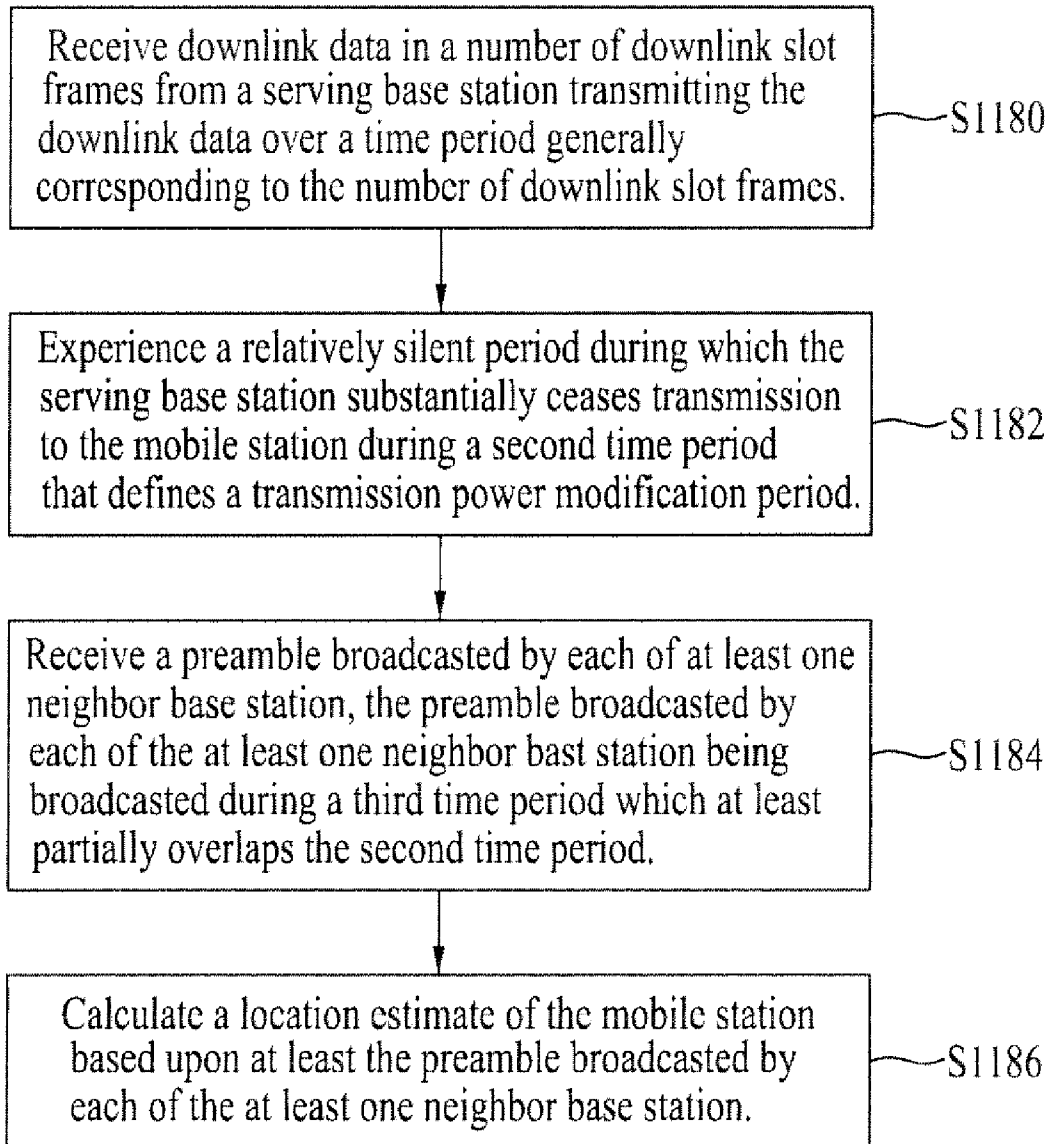 Receive downlink data in a number of downlink slot
frames from a serving base station transmitting the
downlink data over a time period generally
corresponding to the number of downlink slot frames.
S1180
Experience a relatively silent period during which the
serving base station substantially ceases transmission
to the mobile station during a second time period
that defines a transmission power modification period.
S1182
Receive a preamble broadcasted by each of at least one
neighbor base station, the preamble broadcasted by
each of the at least one neighbor bast station being
broadcasted during a third time period which at least
partially overlaps the second time period.
S1184
Calculate a location estimate of the mobile station
based upon at least the preamble broadcasted by
each of the at least one neighbor base station.
S1186